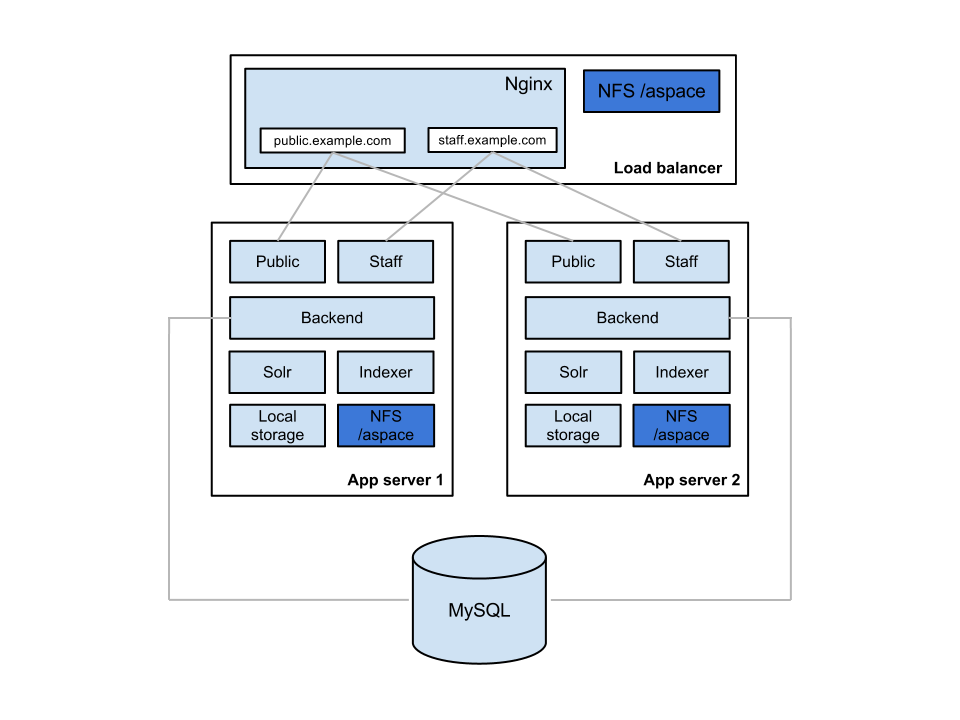 Nginx
NFS /aspace
public.example.com
staff.example.com
Load balancer
Public
Staff
Backend
Solr
Indexer
Local
storage
NFS
/aspace
App server 1
Public
Staff
Backend
Solr
Indexer
Local
storage
NFS
/aspace
App server 2
MySQL